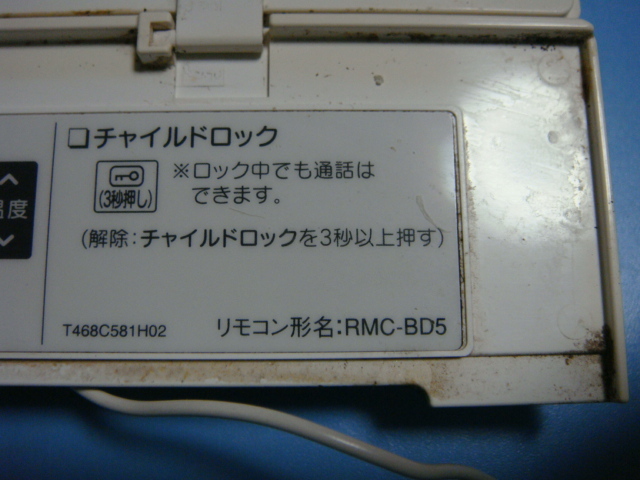 温度
❏チャイルドロック
(3秒押し)
※ロック中でも通話は
できます。
(解除:チャイルドロックを3秒以上押す)
T468C581H02
リモコン形名:RMC-BD5